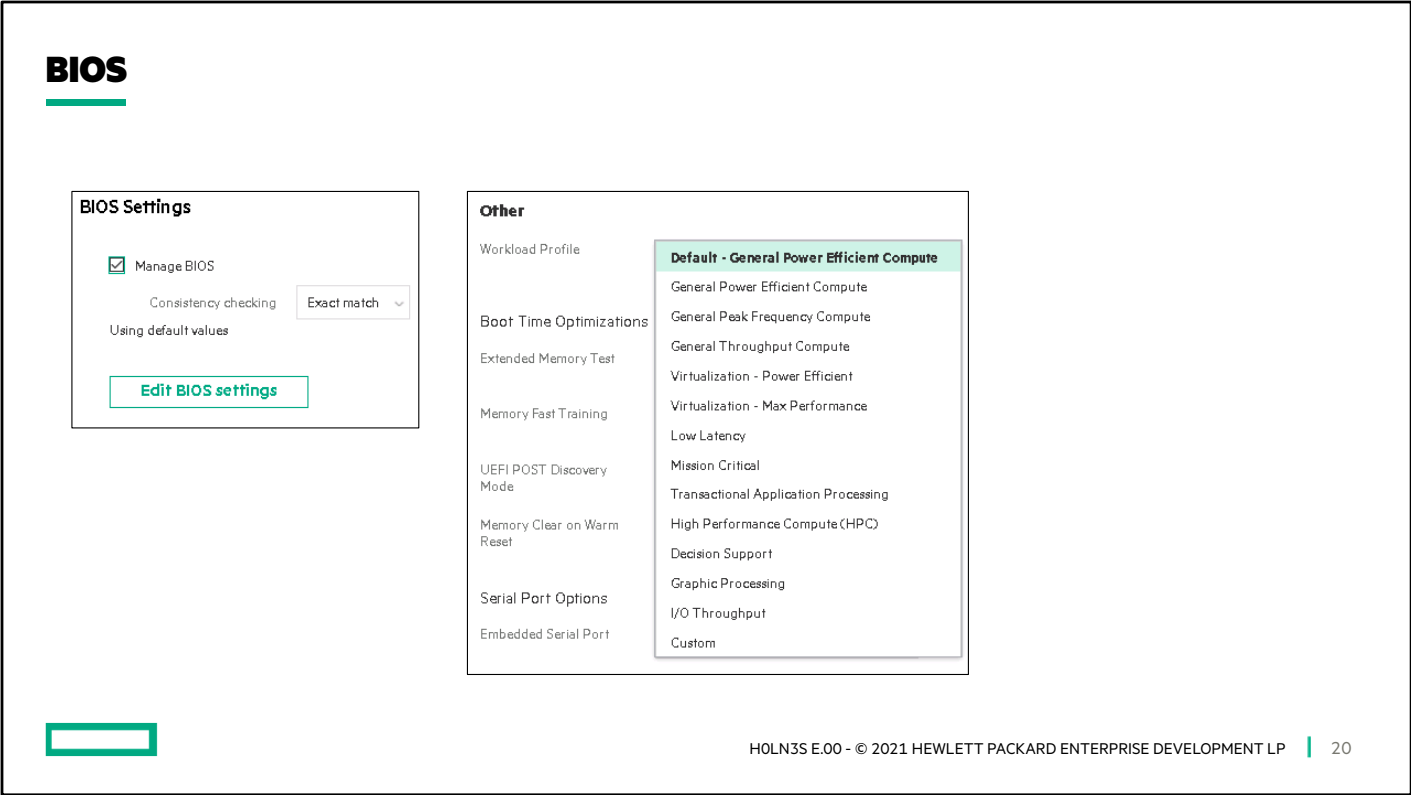 BIOS
BIOS Settings
Manage BIOS
Consistency checking
Exact match
Using default values
Edit BIOS settings
Other
Workload Profile
Default - General Power Efficient Compute
General Power Efficient Compute
General Peak Frequency Compute
General Throughput Compute
Virtualization - Power Efficient
Virtualization - Max Performance
Low Latency
Mission Critical
Transactional Application Processing
High Performance Compute (HPC)
Decision Support
Graphic Processing
I/O Throughput
Custom
Boot Time Optimizations
Extended Memory Test
Memory Fast Training
UEFI POST Discovery
Mode
Memory Clear on Warm
Reset
Serial Port Options
Embedded Serial Port
H0LN3S E.00 - © 2021 HEWLETT PACKARD ENTERPRISE DEVELOPMENT LP
20